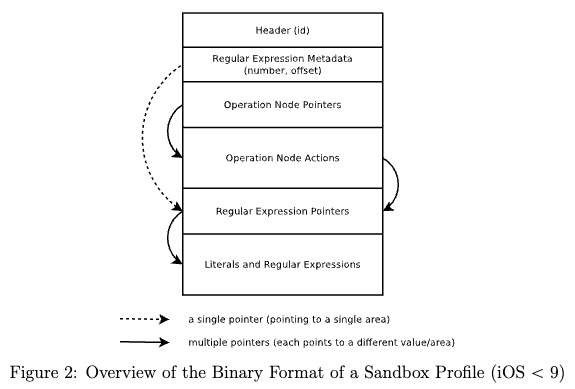 Header (id)
Regular Expression Metadata
(number, offset)
Operation Node Pointers
Operation Node Actions
Regular Expression Pointers
Literals and Regular Expressions
a single pointer (pointing to a single area)
multiple pointers (each points to a different value/area)
Figure 2: Overview of the Binary Format of a Sandbox Profile (iOS < 9)